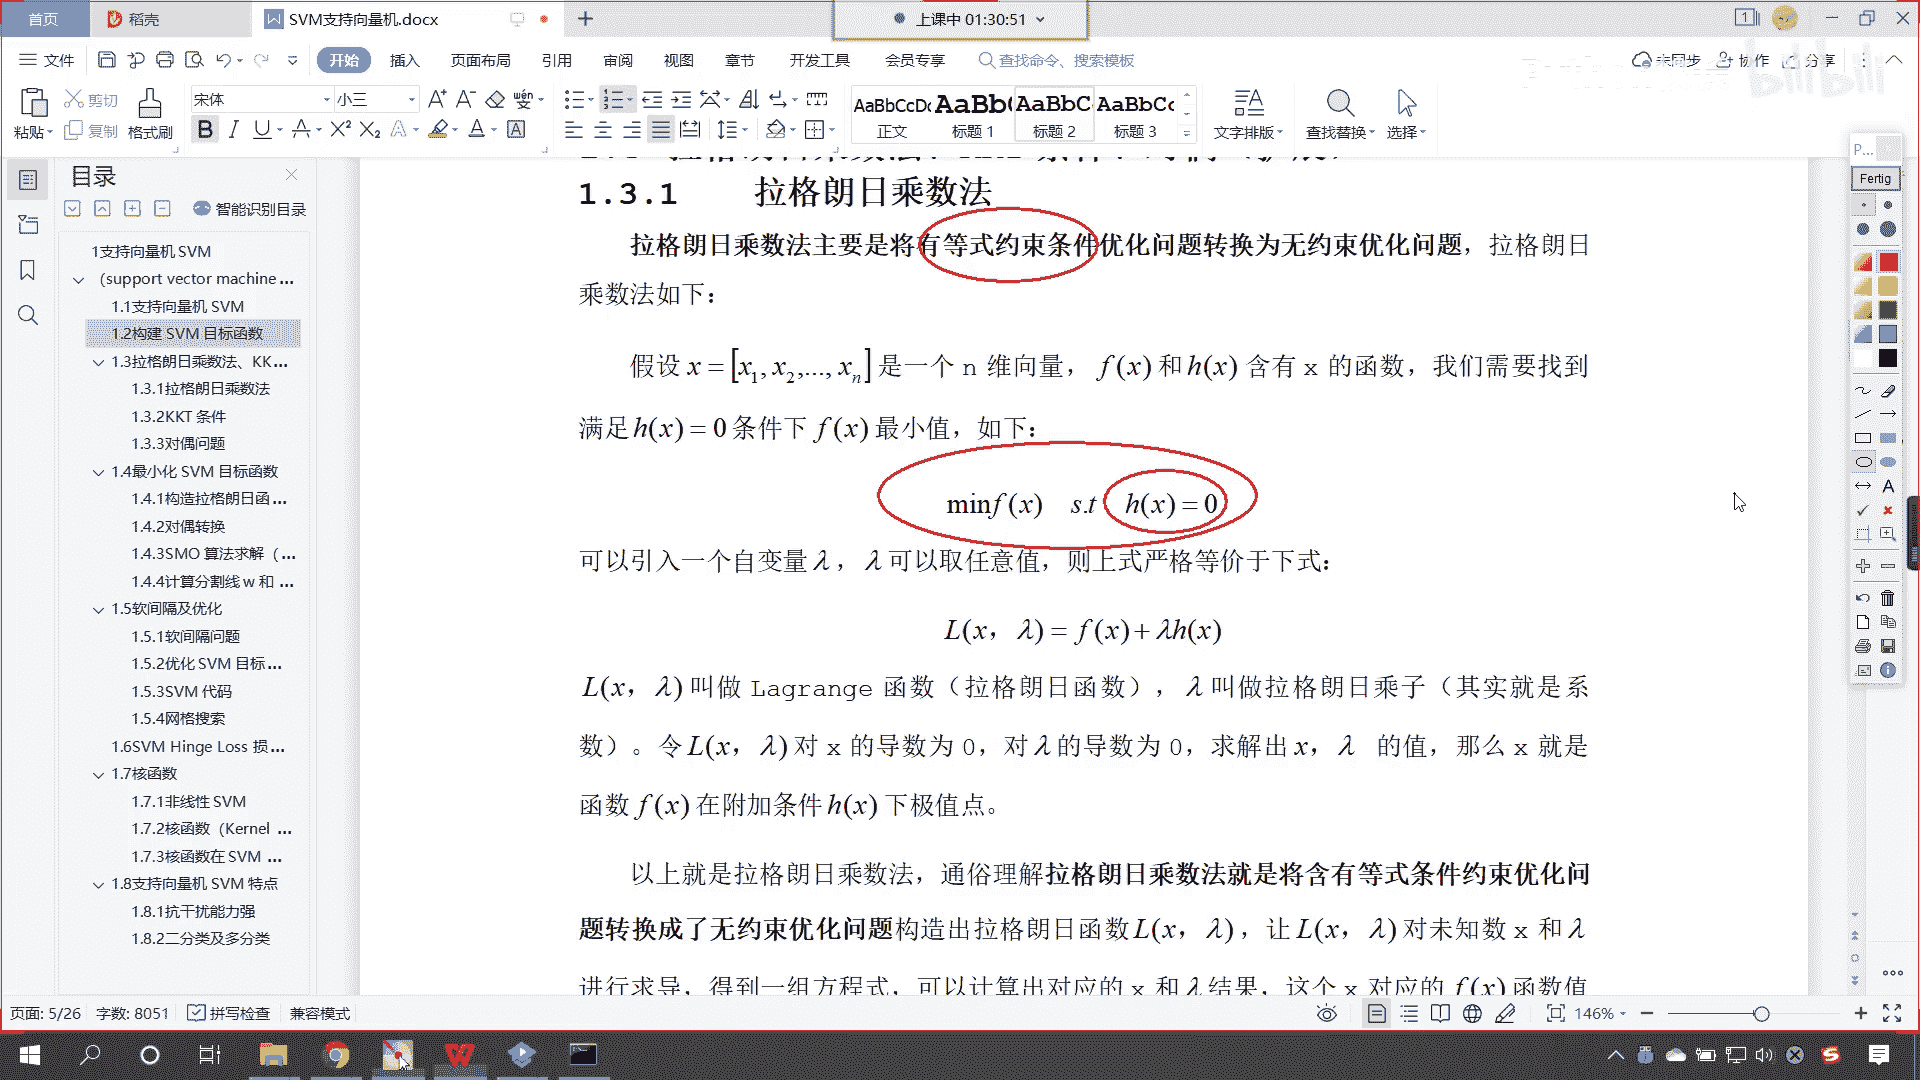 首页
稻壳
SVM支持向量机.docx
上课中 01:30:51
文件
开始
插入
页面布局
引用
审阅
视图
章节
开发工具
会员专享
查找命令、搜索模板
未同步
协作
分享
bilibili
粘贴
剪切
复制
格式刷
宋体
小三
AaBbCcDc
正文
AaBb(
标题 1
AaBbC
标题 2
AaBbC
标题 3
文字排版
查找替换
选择
P...
Fertig
目录
智能识别目录
1支持向量机 SVM
（support vector machine ...
1.1支持向量机 SVM
1.2构建 SVM 目标函数
1.3拉格朗日乘数法、KK...
1.3.1拉格朗日乘数法
1.3.2KKT 条件
1.3.3对偶问题
1.4最小化 SVM 目标函数
1.4.1构造拉格朗日函 ...
1.4.2对偶转换
1.4.3SMO 算法求解（ ...
1.4.4计算分割线 w 和 ...
1.5软间隔及优化
1.5.1软间隔问题
1.5.2优化 SVM 目标 ...
1.5.3SVM 代码
1.5.4网格搜索
1.6SVM Hinge Loss 损...
1.7核函数
1.7.1非线性 SVM
1.7.2核函数（Kernel ...
1.7.3核函数在 SVM ...
1.8支持向量机 SVM 特点
1.8.1抗干扰能力强
1.8.2二分类及多分类
1.3.1 拉格朗日乘数法
拉格朗日乘数法主要是将有等式约束条件优化问题转换为无约束优化问题，拉格朗日
乘数法如下：
假设 x = [x₁, x₂,..., xₙ] 是一个 n 维向量， f (x) 和 h(x) 含有 x 的函数，我们需要找到
满足 h(x) = 0 条件下 f (x) 最小值，如下：
min f (x) s.t h(x) = 0
可以引入一个自变量 λ，λ 可以取任意值，则上式严格等价于下式：
L(x，λ) = f (x) + λh(x)
L(x，λ) 叫做 Lagrange 函数（拉格朗日函数），λ 叫做拉格朗日乘子（其实就是系
数）。令 L(x，λ) 对 x 的导数为 0，对 λ 的导数为 0，求解出 x，λ 的值，那么 x 就是
函数 f (x) 在附加条件 h(x) 下极值点。
以上就是拉格朗日乘数法，通俗理解拉格朗日乘数法就是将含有等式条件约束优化问
题转换成了无约束优化问题构造出拉格朗日函数 L(x，λ)，让 L(x，λ) 对未知数 x 和 λ
进行求导，得到一组方程式，可以计算出对应的 x 和 λ 结果，这个 x 对应的 f (x) 函数值
页面: 5/26
字数: 8051
拼写检查
兼容模式
146%